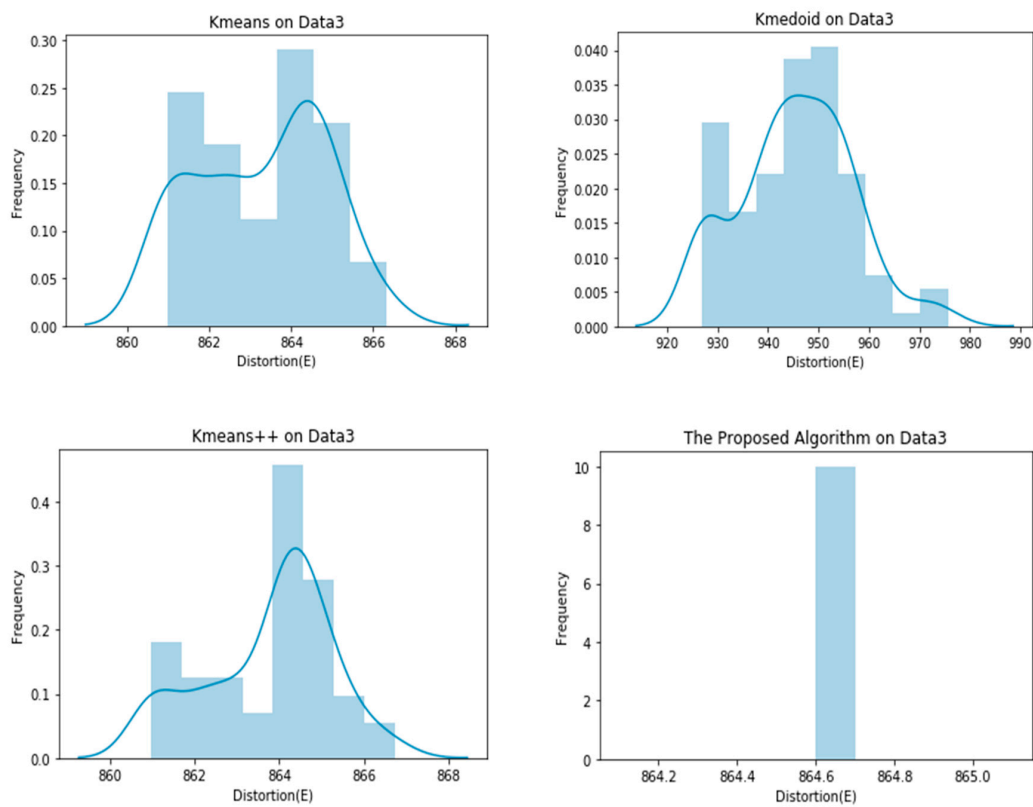 Kmeans on Data3
0.30
0.25
0.20
0.15
0.10
0.05
0.00
Frequency
860 862 864 866 868
Distortion(E)
Kmedoid on Data3
0.040
0.035
0.030
0.025
0.020
0.015
0.010
0.005
0.000
Frequency
920 930 940 950 960 970 980 990
Distortion(E)
Kmeans++ on Data3
0.4
0.3
0.2
0.1
0.0
Frequency
860 862 864 866 868
Distortion(E)
The Proposed Algorithm on Data3
10
8
6
4
2
0
Frequency
864.2 864.4 864.6 864.8 865.0
Distortion(E)